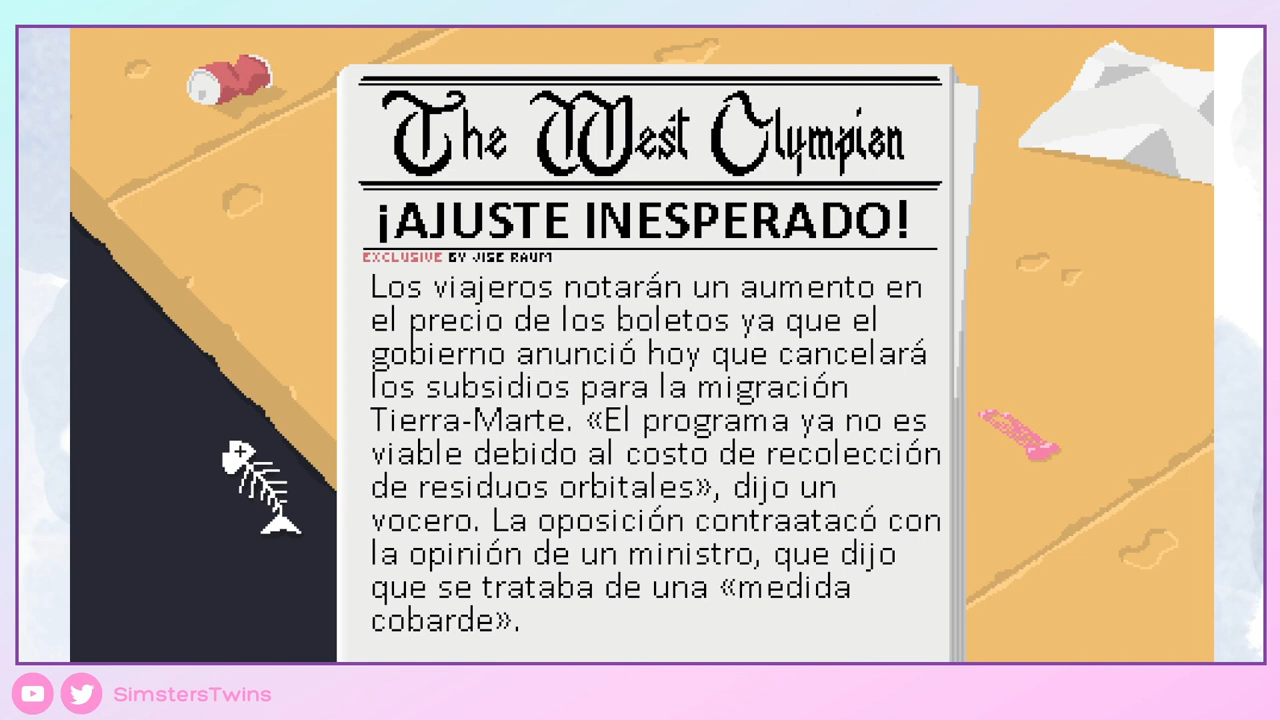 The West Olympian
¡AJUSTE INESPERADO!
EXCLUSIVE BY JISE RAUM
Los viajeros notarán un aumento en
el precio de los boletos ya que el
gobierno anunció hoy que cancelará
los subsidios para la migración
Tierra-Marte. «El programa ya no es
viable debido al costo de recolección
de residuos orbitales», dijo un
vocero. La oposición contraatacó con
la opinión de un ministro, que dijo
que se trataba de una «medida
cobarde».
SimstersTwins